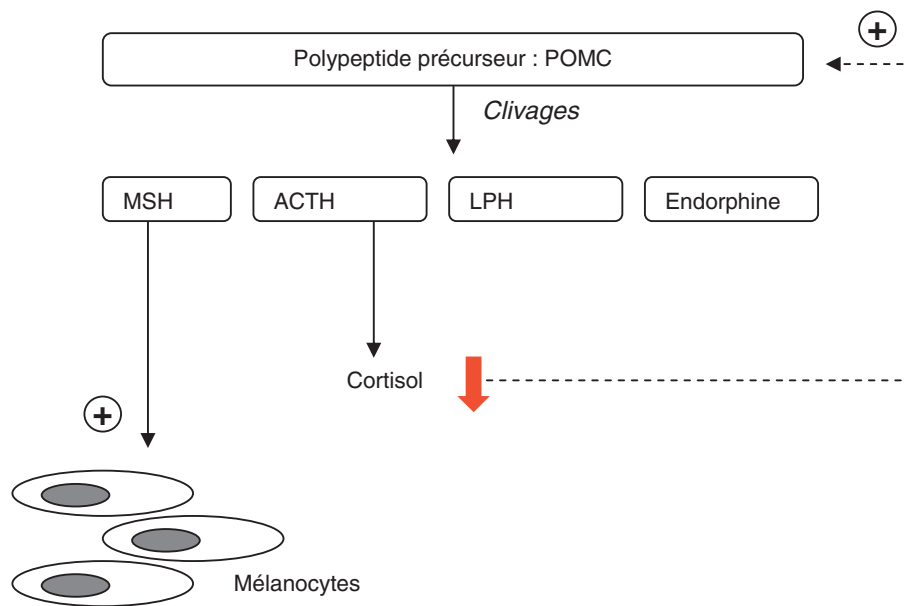 +
Polypeptide précurseur : POMC
Clivages
MSH
ACTH
LPH
Endorphine
Cortisol
+
Mélanocytes